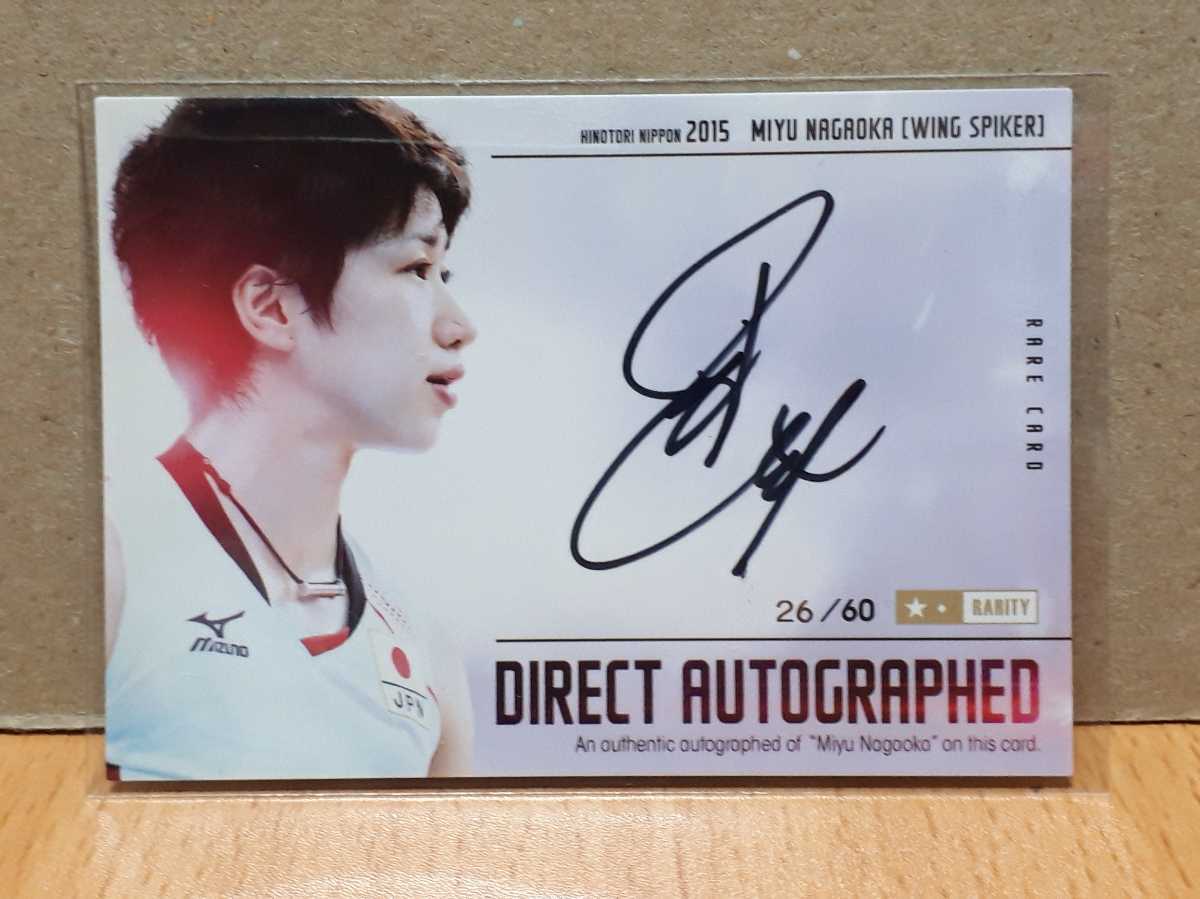 HINOTORI NIPPON 2015 MIYU NAGAOKA [WING SPIKER]
RARE CARD
MIZUNO
JPN
26/60 RARITY
DIRECT AUTOGRAPHED
An authentic autographed of "Miyu Nagaoka" on this card.